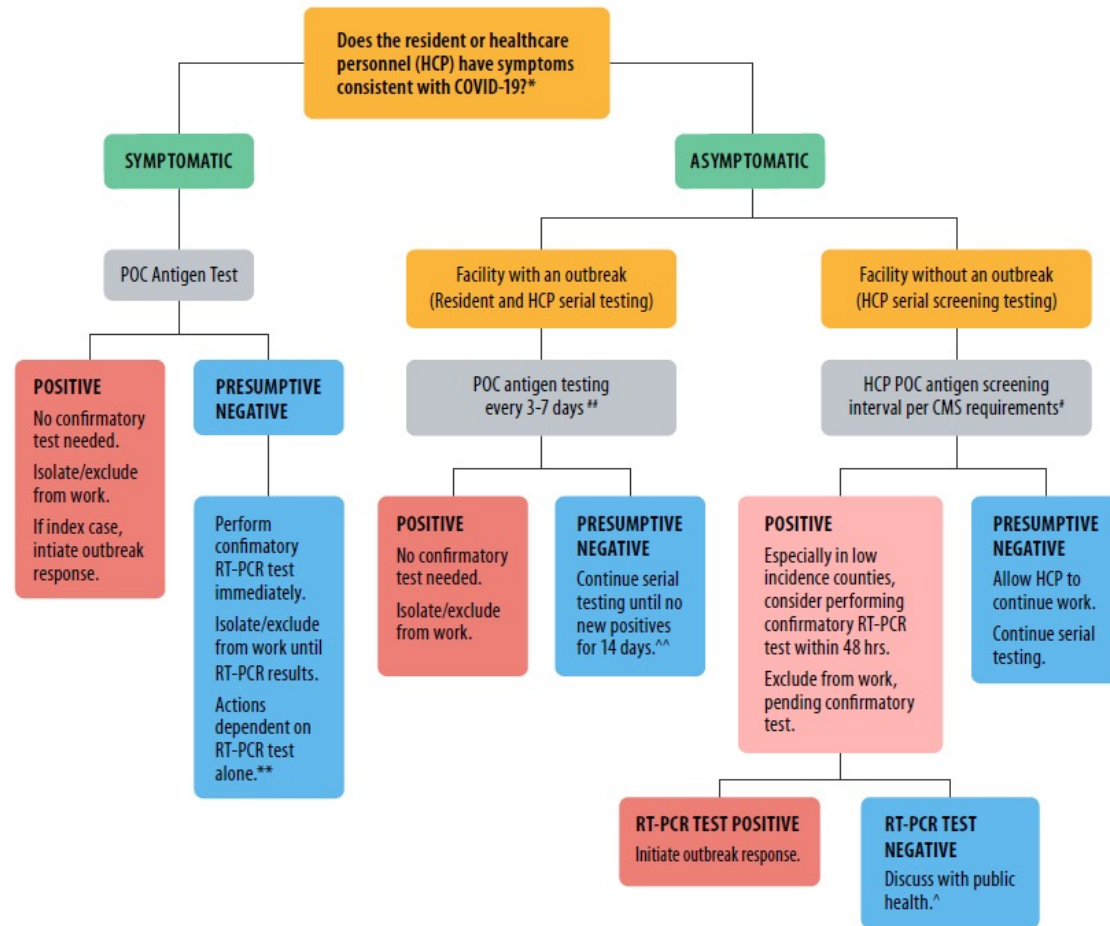 Does the resident or healthcare
personnel (HCP) have symptoms
consistent with COVID-19?*
SYMPTOMATIC
ASYMPTOMATIC
POC Antigen Test
Facility with an outbreak
(Resident and HCP serial testing)
Facility without an outbreak
(HCP serial screening testing)
POSITIVE
No confirmatory
test needed.
Isolate/exclude
from work.
If index case,
intiate outbreak
response.
PRESUMPTIVE
NEGATIVE
Perform
confimatory
RT-PCR test
immediately.
Isolate/exclude
from work until
RT-PCR results.
Actions
dependent on
RT-PCR test
alone.**
POC antigen testing
every 3-7 days ##
HCP POC antigen screening
interval per CMS requirements#
POSITIVE
No confirmatory
test needed.
Isolate/exclude
from work.
PRESUMPTIVE
NEGATIVE
Continue serial
testing until no
new positives
for 14 days.^^
POSITIVE
Especially in low
incidence counties,
consider performing
confirmatory RT-PCR
test within 48 hrs.
Exclude from work,
pending confirmatory
test.
PRESUMPTIVE
NEGATIVE
Allow HCP to
continue work.
Continue serial
testing.
RT-PCR TEST POSITIVE
Initiate outbreak response.
RT-PCR TEST
NEGATIVE
Discuss with public
health.^